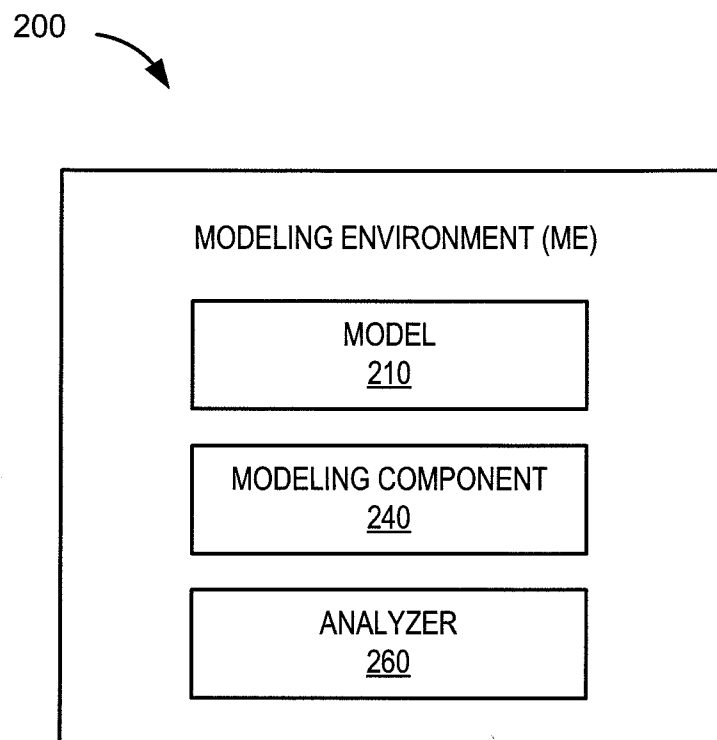 200
MODELING ENVIRONMENT (ME)
MODEL
210
MODELING COMPONENT
240
ANALYZER
260